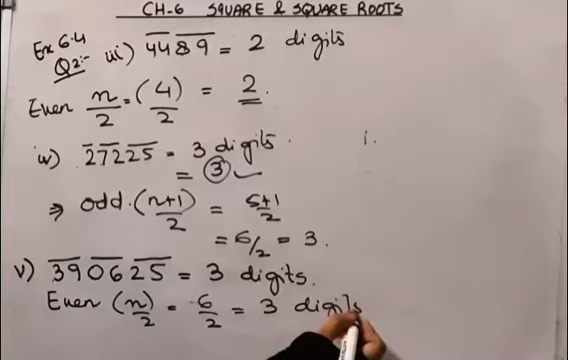 CH-6 SQUARE & SQUARE ROOTS
Ex 6.4
Q2:- iii) 4489 = 2 digits
Even n/2 = (4)/2 = 2.
iv) 27225 = 3 digits.
= 3
i.
⇒ odd. (n+1)/2 = 5+1/2
= 6/2 = 3.
v) 390625 = 3 digits.
Even (n)/2 = 6/2 = 3 digits